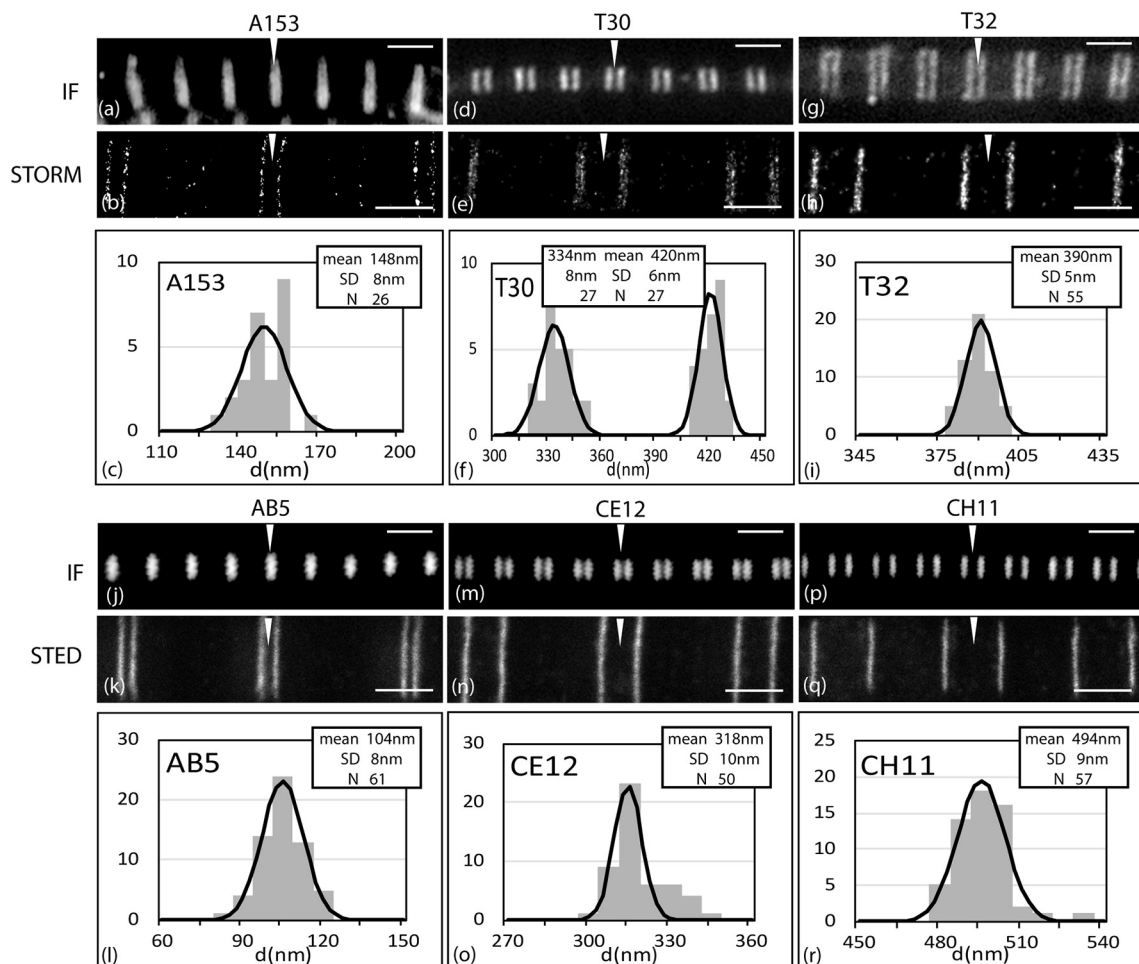 A153 T30 T32
IF (a) (d) (g)
STORM (b) (e) (h)
A153
mean 148nm
SD 8nm
N 26
10
5
0
110 140 170 200
(c) d(nm)
T30
334nm mean 420nm
8nm SD 6nm
27 N 27
10
5
0
300 330 360 390 420 450
(f) d(nm)
T32
mean 390nm
SD 5nm
N 55
30
20
10
0
345 375 405 435
(i) d(nm)
AB5 CE12 CH11
IF (j) (m) (p)
STED (k) (n) (q)
AB5
mean 104nm
SD 8nm
N 61
30
20
10
0
60 90 120 150
(l) d(nm)
CE12
mean 318nm
SD 10nm
N 50
30
20
10
0
270 300 330 360
(o) d(nm)
CH11
mean 494nm
SD 9nm
N 57
25
20
15
10
5
0
450 480 510 540
(r) d(nm)